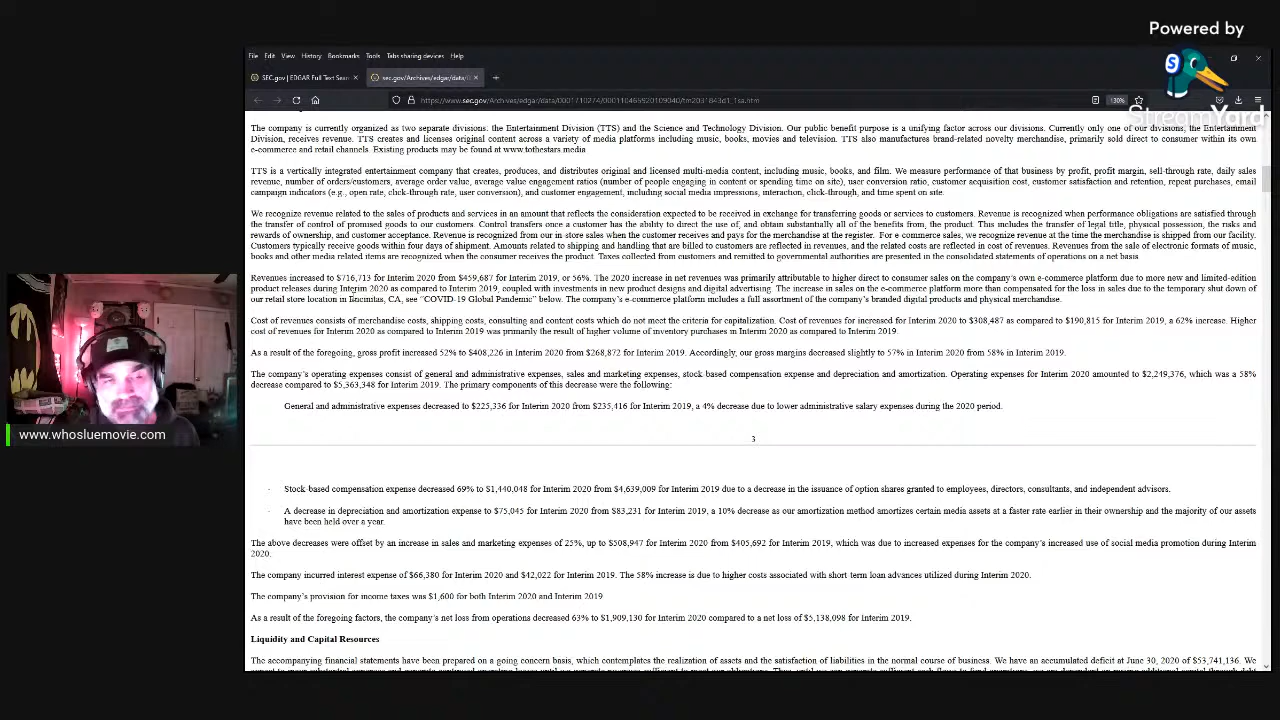 Powered by
StreamYard
File Edit View History Bookmarks Tools Tabs sharing devices Help
SEC.gov | EDGAR Full Text Sear
sec.gov/Archives/edgar/data/
https://www.sec.gov/Archives/edgar/data/0001710274/000110465920109040/tm2031843d1_1sa.htm
130%
The company is currently organized as two separate divisions: the Entertainment Division (TTS) and the Science and Technology Division. Our public benefit purpose is a unifying factor across our divisions. Currently only one of our divisions, the Entertainment
Division, receives revenue. TTS creates and licenses original content across a variety of media platforms including music, books, movies and television. TTS also manufactures brand-related novelty merchandise, primarily sold direct to consumer within its own
e-commerce and retail channels. Existing products may be found at www.tothestars.media
TTS is a vertically integrated entertainment company that creates, produces, and distributes original and licensed multi-media content, including music, books, and film. We measure performance of that business by profit, profit margin, sell-through rate, daily sales
revenue, number of orders/customers, average order value, average value engagement ratios (number of people engaging in content or spending time on site), user conversion ratio, customer acquisition cost, customer satisfaction and retention, repeat purchases, email
campaign indicators (e.g., open rate, click-through rate, user conversion), and customer engagement, including social media impressions, interaction, click-through, and time spent on site.
We recognize revenue related to the sales of products and services in an amount that reflects the consideration expected to be received in exchange for transferring goods or services to customers. Revenue is recognized when performance obligations are satisfied through
the transfer of control of promised goods to our customers. Control transfers once a customer has the ability to direct the use of, and obtain substantially all of the benefits from, the product. This includes the transfer of legal title, physical possession, the risks and
rewards of ownership, and customer acceptance. Revenue is recognized from our in-store sales when the customer receives and pays for the merchandise at the register. For e-commerce sales, we recognize revenue at the time the merchandise is shipped from our facility.
Customers typically receive goods within four days of shipment. Amounts related to shipping and handling that are billed to customers are reflected in revenues, and the related costs are reflected in cost of revenues. Revenues from the sale of electronic formats of music,
books and other media related items are recognized when the consumer receives the product. Taxes collected from customers and remitted to governmental authorities are presented in the consolidated statements of operations on a net basis
Revenues increased to $716,713 for Interim 2020 from $459,687 for Interim 2019, or 56%. The 2020 increase in net revenues was primarily attributable to higher direct to consumer sales on the company's own e-commerce platform due to more new and limited-edition
product releases during Interim 2020 as compared to Interim 2019, coupled with investments in new product designs and digital advertising. The increase in sales on the e-commerce platform more than compensated for the loss in sales due to the temporary shut down of
our retail store location in Encinitas, CA, see “COVID-19 Global Pandemic” below. The company's e-commerce platform includes a full assortment of the company's branded digital products and physical merchandise.
Cost of revenues consists of merchandise costs, shipping costs, consulting and content costs which do not meet the criteria for capitalization. Cost of revenues for increased for Interim 2020 to $308,487 as compared to $190,815 for Interim 2019, a 62% increase. Higher
cost of revenues for Interim 2020 as compared to Interim 2019 was primarily the result of higher volume of inventory purchases in Interim 2020 as compared to Interim 2019.
As a result of the foregoing, gross profit increased 52% to $408,226 in Interim 2020 from $268,872 for Interim 2019. Accordingly, our gross margins decreased slightly to 57% in Interim 2020 from 58% in Interim 2019.
The company's operating expenses consist of general and administrative expenses, sales and marketing expenses, stock-based compensation expense and depreciation and amortization. Operating expenses for Interim 2020 amounted to $2,249,376, which was a 58%
decrease compared to $5,363,348 for Interim 2019. The primary components of this decrease were the following:
General and administrative expenses decreased to $225,336 for Interim 2020 from $235,416 for Interim 2019, a 4% decrease due to lower administrative salary expenses during the 2020 period.
3
· Stock-based compensation expense decreased 69% to $1,440,048 for Interim 2020 from $4,639,009 for Interim 2019 due to a decrease in the issuance of option shares granted to employees, directors, consultants, and independent advisors.
· A decrease in depreciation and amortization expense to $75,045 for Interim 2020 from $83,231 for Interim 2019, a 10% decrease as our amortization method amortizes certain media assets at a faster rate earlier in their ownership and the majority of our assets
have been held over a year.
The above decreases were offset by an increase in sales and marketing expenses of 25%, up to $508,947 for Interim 2020 from $405,692 for Interim 2019, which was due to increased expenses for the company's increased use of social media promotion during Interim
2020.
The company incurred interest expense of $66,380 for Interim 2020 and $42,022 for Interim 2019. The 58% increase is due to higher costs associated with short term loan advances utilized during Interim 2020.
The company's provision for income taxes was $1,600 for both Interim 2020 and Interim 2019
As a result of the foregoing factors, the company's net loss from operations decreased 63% to $1,909,130 for Interim 2020 compared to a net loss of $5,138,098 for Interim 2019.
Liquidity and Capital Resources
The accompanying financial statements have been prepared on a going concern basis, which contemplates the realization of assets and the satisfaction of liabilities in the normal course of business. We have an accumulated deficit at June 30, 2020 of $53,741,136. We
www.whosluemovie.com